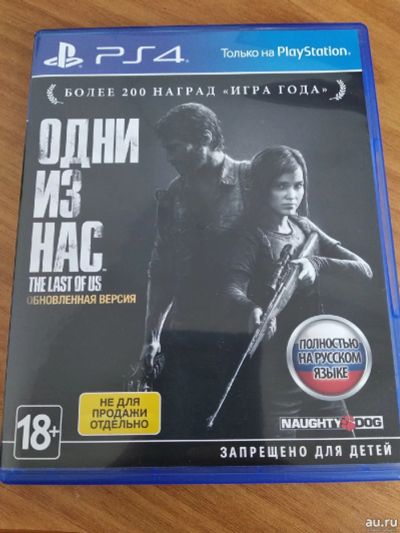 PS4
Только на PlayStation.
БОЛЕЕ 200 НАГРАД «ИГРА ГОДА»
ОДНИ
ИЗ
НАС
THE LAST OF US
ОБНОВЛЕННАЯ ВЕРСИЯ
ПОЛНОСТЬЮ
НА РУССКОМ
ЯЗЫКЕ
НЕ ДЛЯ
ПРОДАЖИ
ОТДЕЛЬНО
18+
NAUGHTY DOG
ЗАПРЕЩЕНО ДЛЯ ДЕТЕЙ
au.ru